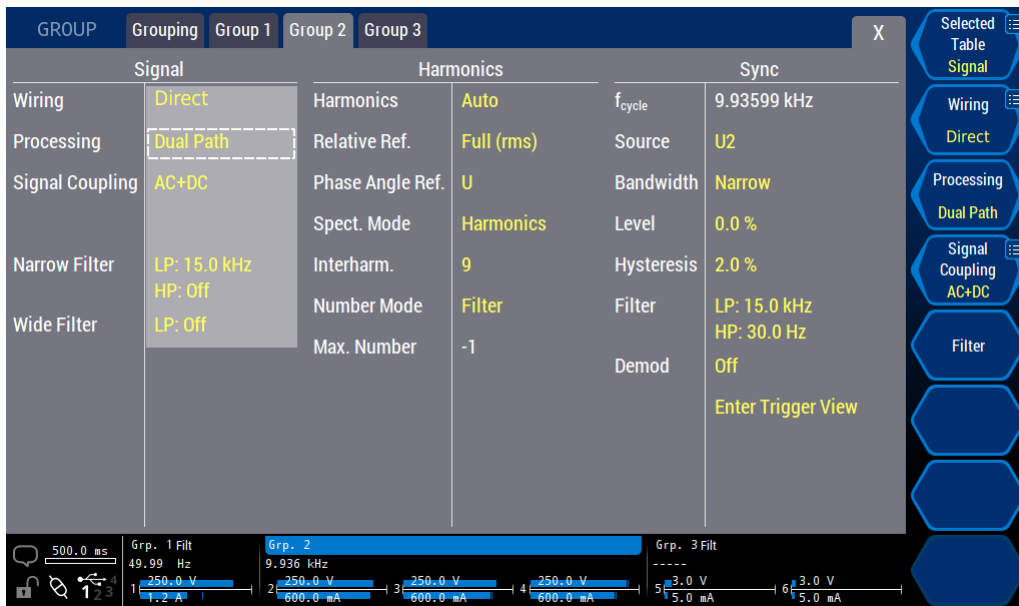 GROUP Grouping Group 1 Group 2 Group 3 X
Signal Harmonics Sync
Wiring Direct Harmonics Auto fcycle 9.93599 kHz
Processing Dual Path Relative Ref. Full (rms) Source U2
Signal Coupling AC+DC Phase Angle Ref. U Bandwidth Narrow
Spect. Mode Harmonics Level 0.0 %
Narrow Filter LP: 15.0 kHz Interharm. 9 Hysteresis 2.0 %
HP: Off Number Mode Filter Filter LP: 15.0 kHz
Wide Filter LP: Off HP: 30.0 Hz
Max. Number -1
Demod Off
Enter Trigger View
Selected
Table
Signal
Wiring
Direct
Processing
Dual Path
Signal
Coupling
AC+DC
Filter
500.0 ms Grp. 1 Filt Grp. 2 Grp. 3 Filt
49.99 Hz 9.936 kHz -----
4
1 2 3
1 250.0 V 2 250.0 V 3 250.0 V 4 250.0 V 5 3.0 V 6 3.0 V
1.2 A 600.0 mA 600.0 mA 600.0 mA 5.0 mA 5.0 mA